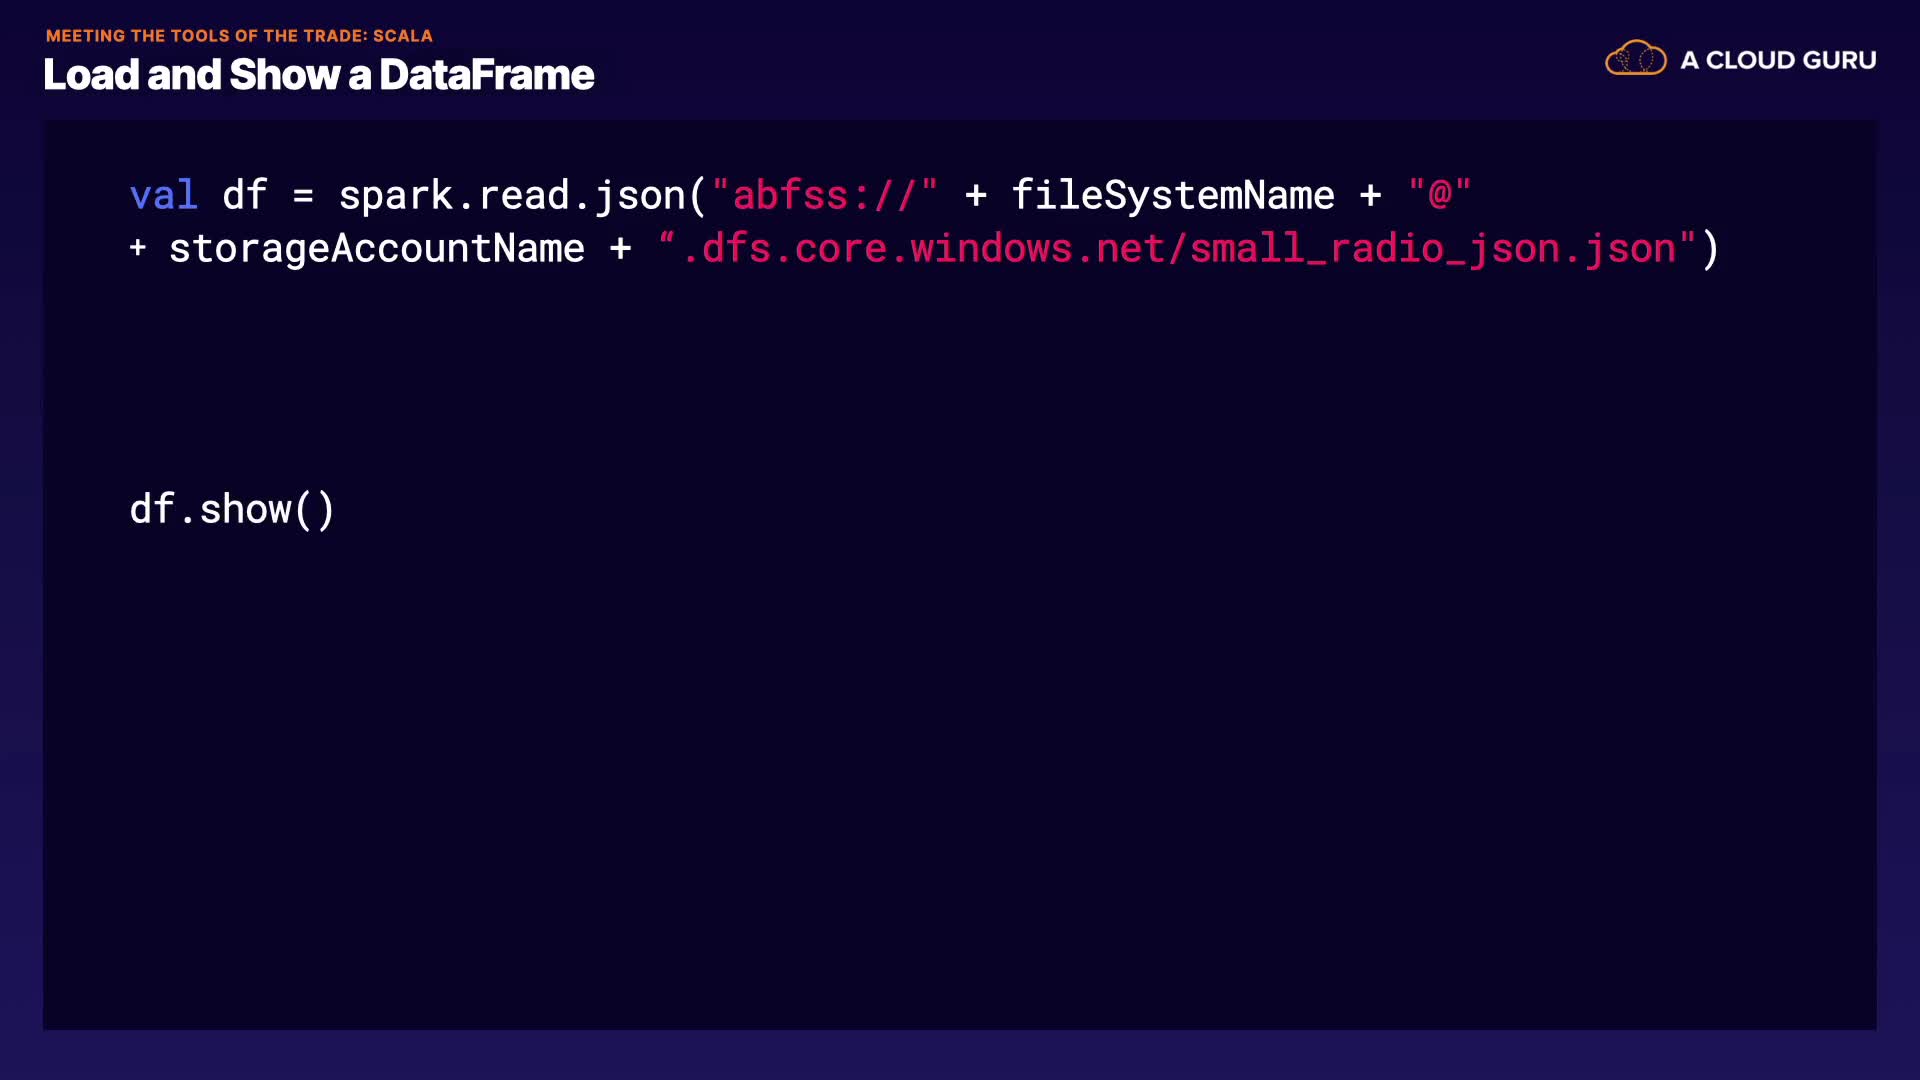 MEETING THE TOOLS OF THE TRADE: SCALA
Load and Show a DataFrame
A CLOUD GURU
val df = spark.read.json("abfss://" + fileSystemName + "@"
+ storageAccountName + “.dfs.core.windows.net/small_radio_json.json")
df.show()